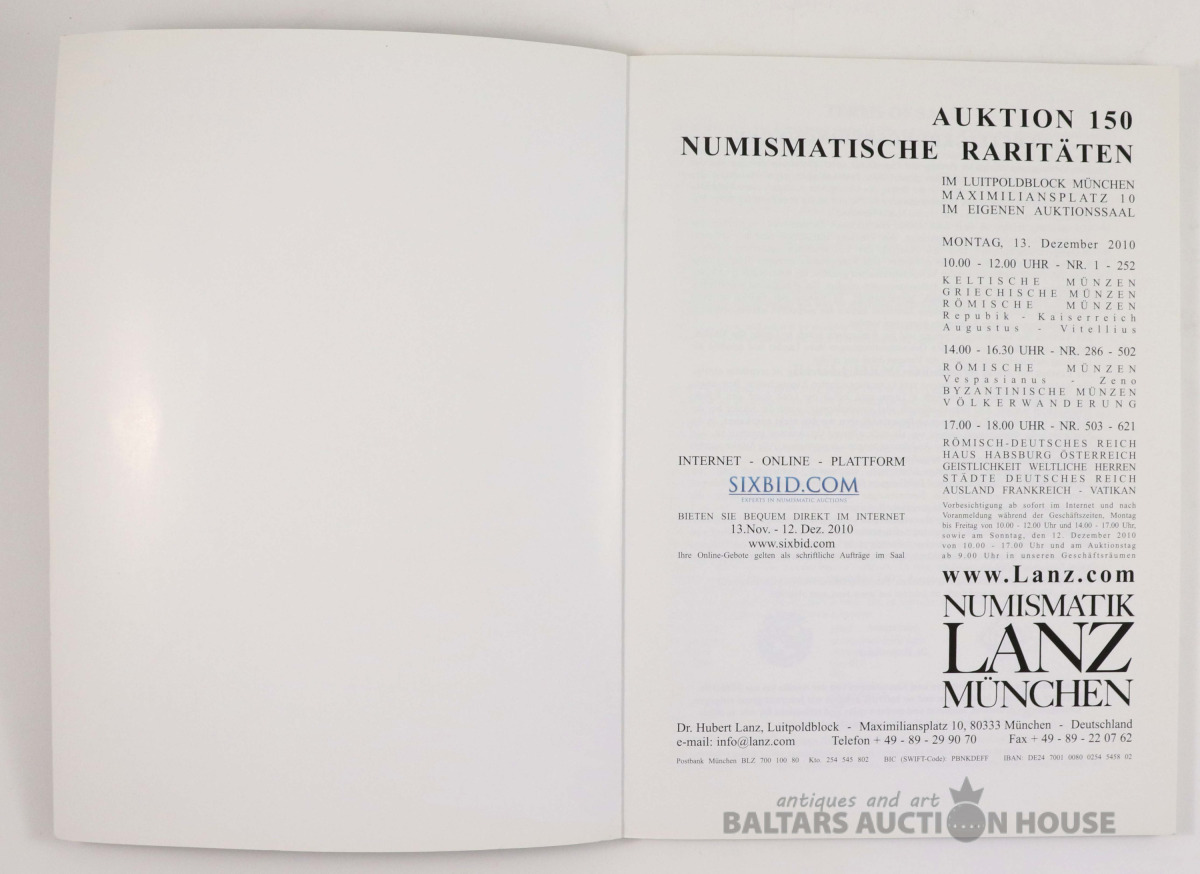 AUKTION 150
NUMISMATISCHE RARITÄTEN
IM LUITPOLDBLOCK MÜNCHEN
MAXIMILIANSPLATZ 10
IM EIGENEN AUKTIONSSAAL
MONTAG, 13. Dezember 2010
10.00 - 12.00 UHR - NR. 1 - 252
KELTISCHE MÜNZEN
GRIECHISCHE MÜNZEN
RÖMISCHE MÜNZEN
Repubik - Kaiserreich
Augustus - Vitellius
14.00 - 16.30 UHR - NR. 286 - 502
RÖMISCHE MÜNZEN
Vespasianus - Zeno
BYZANTINISCHE MÜNZEN
VÖLKERWANDERUNG
17.00 - 18.00 UHR - NR. 503 - 621
RÖMISCH-DEUTSCHES REICH
HAUS HABSBURG ÖSTERREICH
GEISTLICHKEIT WELTLICHE HERREN
STÄDTE DEUTSCHES REICH
AUSLAND FRANKREICH - VATIKAN
Vorbesichtigung ab sofort im Internet und nach
Voranmeldung während der Geschäftszeiten, Montag
bis Freitag von 10.00 - 12.00 Uhr und 14.00 - 17.00 Uhr,
sowie am Sonntag, den 12. Dezember 2010
von 10.00 - 17.00 Uhr und am Auktionstag
ab 9.00 Uhr in unseren Geschäftsräumen
INTERNET - ONLINE - PLATTFORM
SIXBID.COM
EXPERTS IN NUMISMATIC AUCTIONS
BIETEN SIE BEQUEM DIREKT IM INTERNET
13.Nov. - 12. Dez. 2010
www.sixbid.com
Ihre Online-Gebote gelten als schriftliche Aufträge im Saal
www.Lanz.com
NUMISMATIK
LANZ
MÜNCHEN
Dr. Hubert Lanz, Luitpoldblock - Maximiliansplatz 10, 80333 München - Deutschland
e-mail: info@lanz.com Telefon + 49 - 89 - 29 90 70 Fax + 49 - 89 - 22 07 62
Postbank München BLZ 700 100 80 Kto. 254 545 802 BIC (SWIFT-Code): PBNKDEFF IBAN: DE24 7001 0080 0254 5458 02
antiques and art
BALTARS AUCTION HOUSE